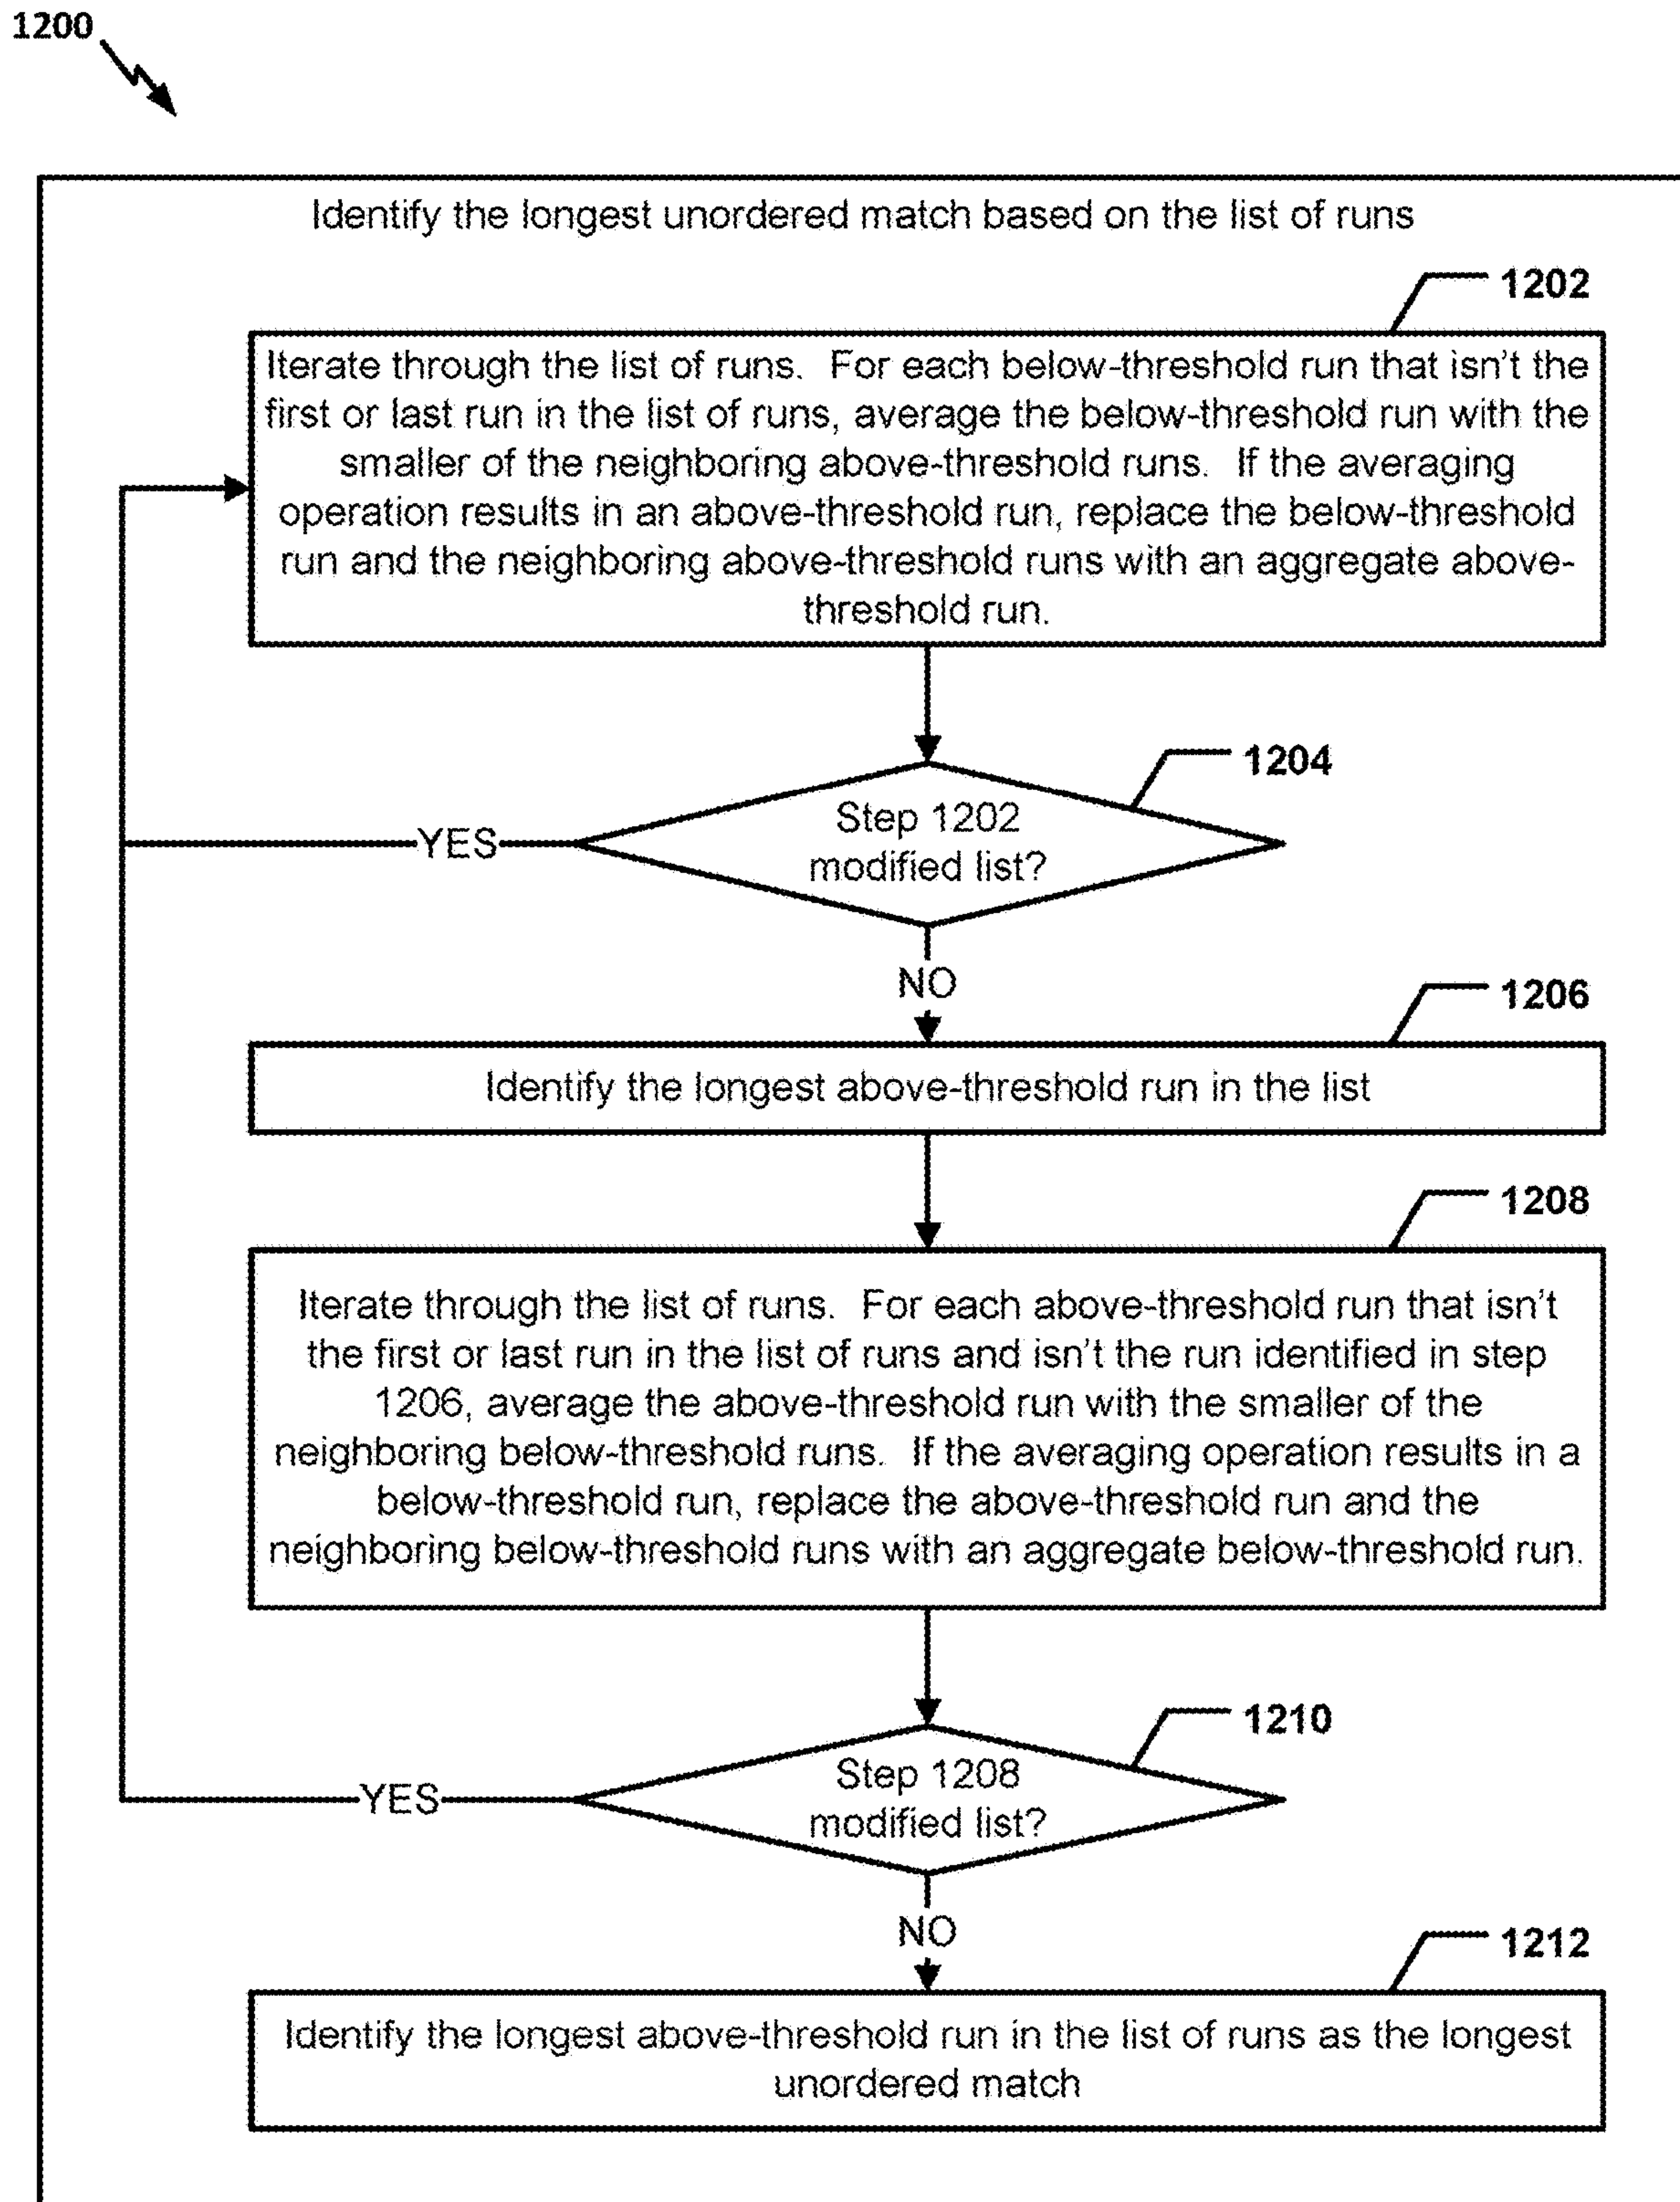 1200
Identify the longest unordered match based on the list of runs
1202
Iterate through the list of runs.  For each below-threshold run that isn't the
first or last run in the list of runs, average the below-threshold run with the
smaller of the neighboring above-threshold runs.  If the averaging
operation results in an above-threshold run, replace the below-threshold
run and the neighboring above-threshold runs with an aggregate above-
threshold run.
1204
Step 1202
modified list?
YES
NO
1206
Identify the longest above-threshold run in the list
1208
Iterate through the list of runs.  For each above-threshold run that isn't
the first or last run in the list of runs and isn't the run identified in step
1206, average the above-threshold run with the smaller of the
neighboring below-threshold runs.  If the averaging operation results in a
below-threshold run, replace the above-threshold run and the
neighboring below-threshold runs with an aggregate below-threshold run.
1210
Step 1208
modified list?
YES
NO
1212
Identify the longest above-threshold run in the list of runs as the longest
unordered match